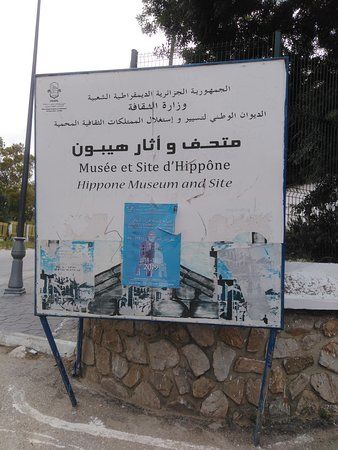 الجمهورية الجزائرية الديمقراطية الشعبية
وزارة الثقافة
الديوان الوطني لتسيير و إستغلال الممتلكات الثقافية المحمية
متحف و أثار هيبون
Musée et Site d'Hippône
Hippone Museum and Site
2019